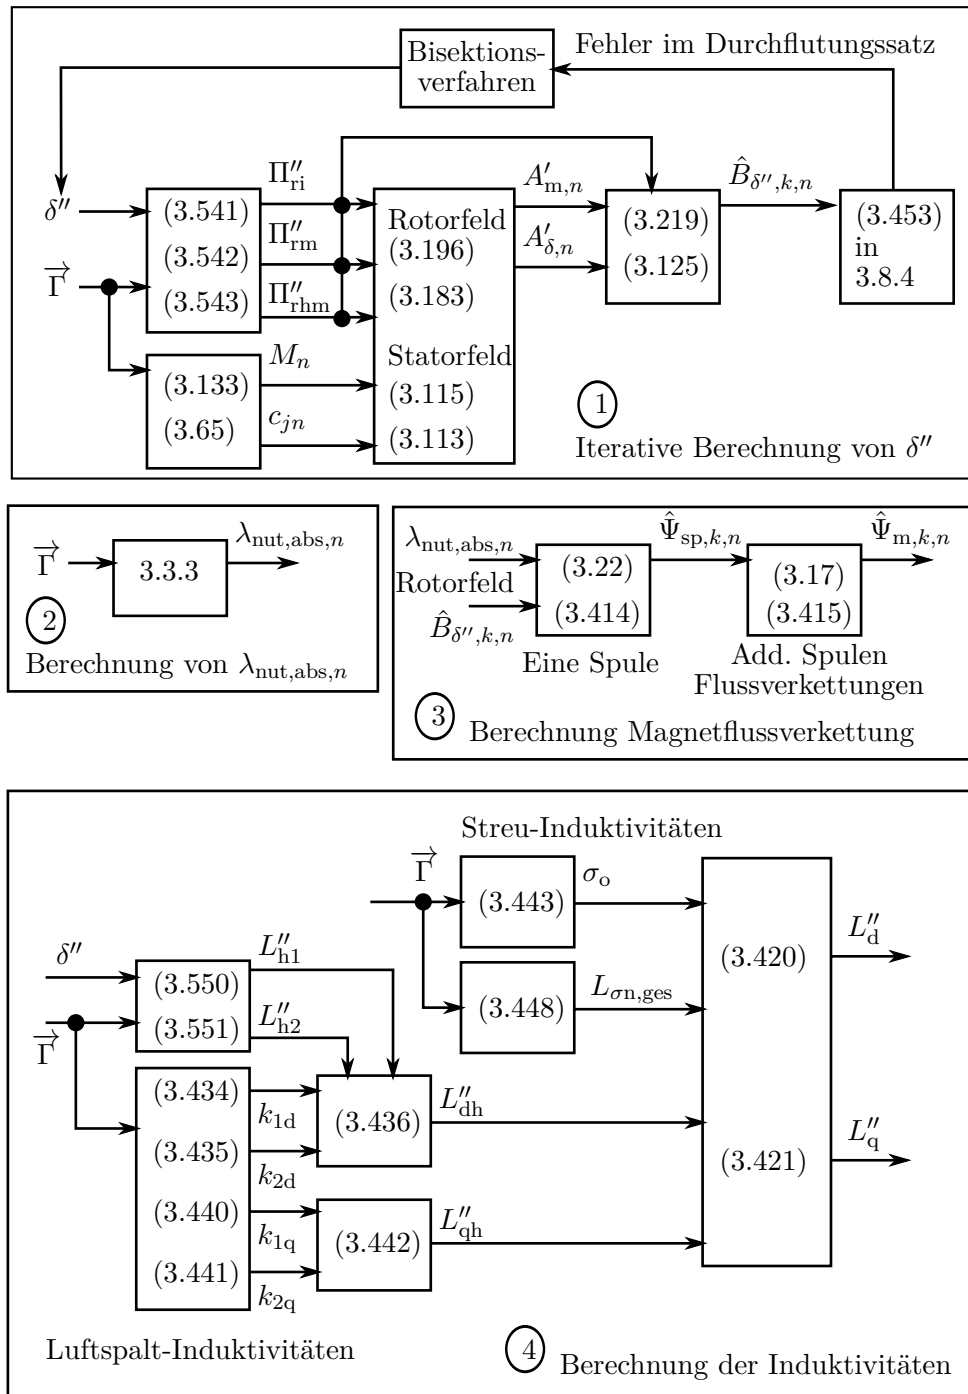 Bisektions-
verfahren
Fehler im Durchflutungssatz
δ″
Γ⃗
(3.541)
(3.542)
(3.543)
Π″ri
Π″rm
Π″rhm
(3.133)
(3.65)
Mn
cjn
Rotorfeld
(3.196)
(3.183)
Statorfeld
(3.115)
(3.113)
A′m,n
A′δ,n
(3.219)
(3.125)
B̂δ″,k,n
(3.453)
in
3.8.4
1
Iterative Berechnung von δ″
Γ⃗
3.3.3
λnut,abs,n
2
Berechnung von λnut,abs,n
λnut,abs,n
Rotorfeld
B̂δ″,k,n
(3.22)
(3.414)
Eine Spule
Ψ̂sp,k,n
(3.17)
(3.415)
Add. Spulen
Flussverkettungen
Ψ̂m,k,n
3
Berechnung Magnetflussverkettung
Streu-Induktivitäten
Γ⃗
(3.443)
σo
(3.448)
Lσn,ges
δ″
Γ⃗
(3.550)
(3.551)
L″h1
L″h2
(3.434)
(3.435)
(3.440)
(3.441)
k1d
k2d
k1q
k2q
(3.436)
(3.442)
L″dh
L″qh
(3.420)
(3.421)
L″d
L″q
Luftspalt-Induktivitäten
4
Berechnung der Induktivitäten